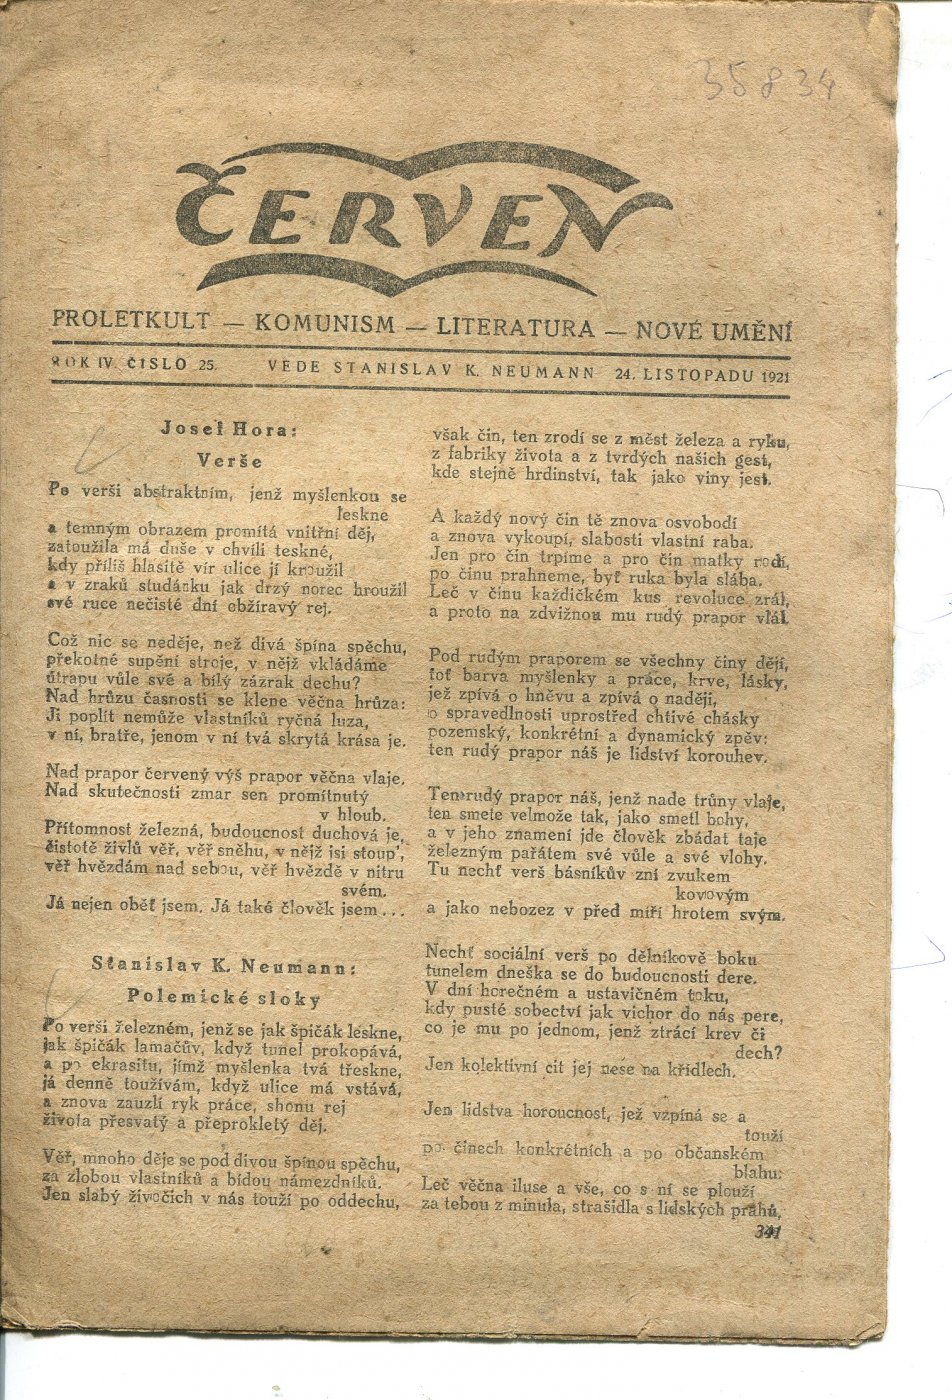 35834
ČERVEN
PROLETKULT — KOMUNISM — LITERATURA — NOVÉ UMĚNÍ
ROK IV. ČÍSLO 25. VEDE STANISLAV K. NEUMANN 24. LISTOPADU 1921
Josef Hora:
Verše
Po verši abstraktním, jenž myšlenkou se
leskne
a temným obrazem promítá vnitřní děj,
zatoužila má duše v chvíli teskné,
kdy příliš hlasitě vír ulice jí kroužil
a v zraků studánku jak drzý norec hroužil
své ruce nečisté dní obžíravý rej.
Což nic se neděje, než divá špína spěchu,
překotné supění stroje, v nějž vkládáme
útrapu vůle své a bílý zázrak dechu?
Nad hrůzu časnosti se klene věčna hrůza:
Ji poplít nemůže vlastníků ryčná luza,
v ní, bratře, jenom v ní tvá skrytá krása je.
Nad prapor červený výš prapor věčna vlaje.
Nad skutečnosti zmar sen promítnutý
v hloub.
Přítomnost železná, budoucnost duchová je,
čistotě živlů věř, věř sněhu, v nějž jsi stoup',
věř hvězdám nad sebou, věř hvězdě v nitru
svém.
Já nejen oběť jsem. Já také člověk jsem...
Stanislav K. Neumann:
Polemické sloky
Po verši železném, jenž se jak špičák leskne,
jak špičák lamačův, když tunel prokopává,
a po ekrasitu, jímž myšlenka tvá třeskne,
já denně toužívám, když ulice má vstává,
a znova zauzlí ryk práce, shonu rej
života přesvatý a přeprokletý děj.
Věř, mnoho děje se pod divou špínou spěchu,
za zlobou vlastníků a bídou námezdníků.
Jen slabý živočich v nás touží po oddechu,
však čin, ten zrodí se z měst železa a ryku,
z fabriky života a z tvrdých našich gest,
kde stejně hrdinství, tak jako viny jest.
A každý nový čin tě znova osvobodí
a znova vykoupí, slabosti vlastní raba.
Jen pro čin trpíme a pro čin matky rodí,
po činu prahneme, byť ruka byla slába.
Leč v činu každičkém kus revoluce zrál,
a proto na zdvižnou mu rudý prapor vlál.
Pod rudým praporem se všechny činy dějí,
toť barva myšlenky a práce, krve, lásky,
jež zpívá o hněvu a zpívá o naději,
o spravedlnosti uprostřed chtivé chásky
pozemský, konkrétní a dynamický zpěv:
ten rudý prapor náš je lidství korouhev.
Ten rudý prapor náš, jenž nade trůny vlaje,
ten smete velmože tak, jako smetl bohy,
a v jeho znamení jde člověk zbádat taje
železným pařátem své vůle a své vlohy.
Tu nechť verš básníkův zní zvukem
kovovým
a jako nebozez v před míří hrotem svým.
Nechť sociální verš po dělníkově boku
tunelem dneška se do budoucnosti dere.
V dní horečném a ustavičném toku,
kdy pusté sobectví jak vichor do nás pere,
co je mu po jednom, jenž ztrácí krev či
dech?
Jen kolektivní cit jej nese na křídlech.
Jen lidstva horoucnost, jež vzpíná se a
touží
po činech konkrétních a po občanském
blahu.
Leč věčna iluse a vše, co s ní se plouží
za tebou z minula, strašidla s lidských prahů,
341